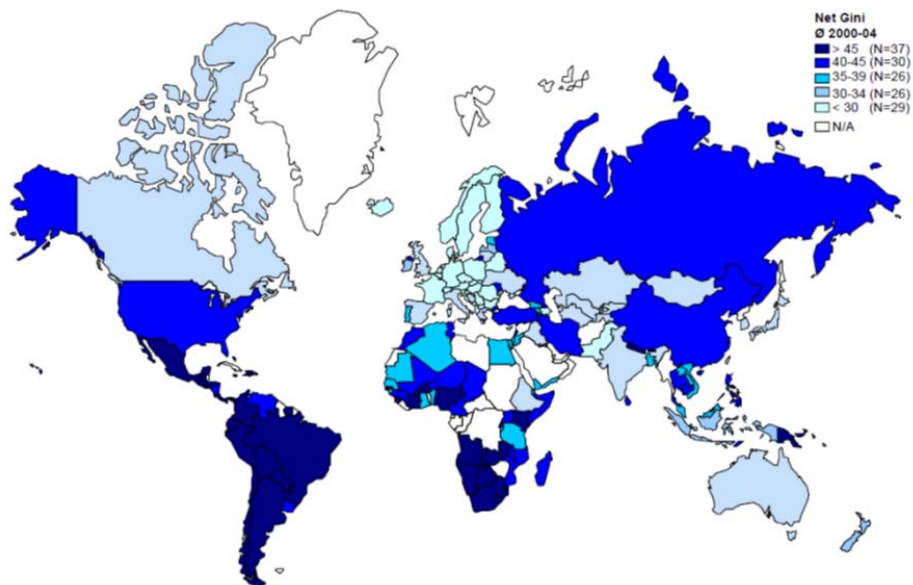 Net Gini
Ø 2000-04
> 45 (N=37)
40-45 (N=30)
35-39 (N=26)
30-34 (N=26)
< 30 (N=29)
N/A